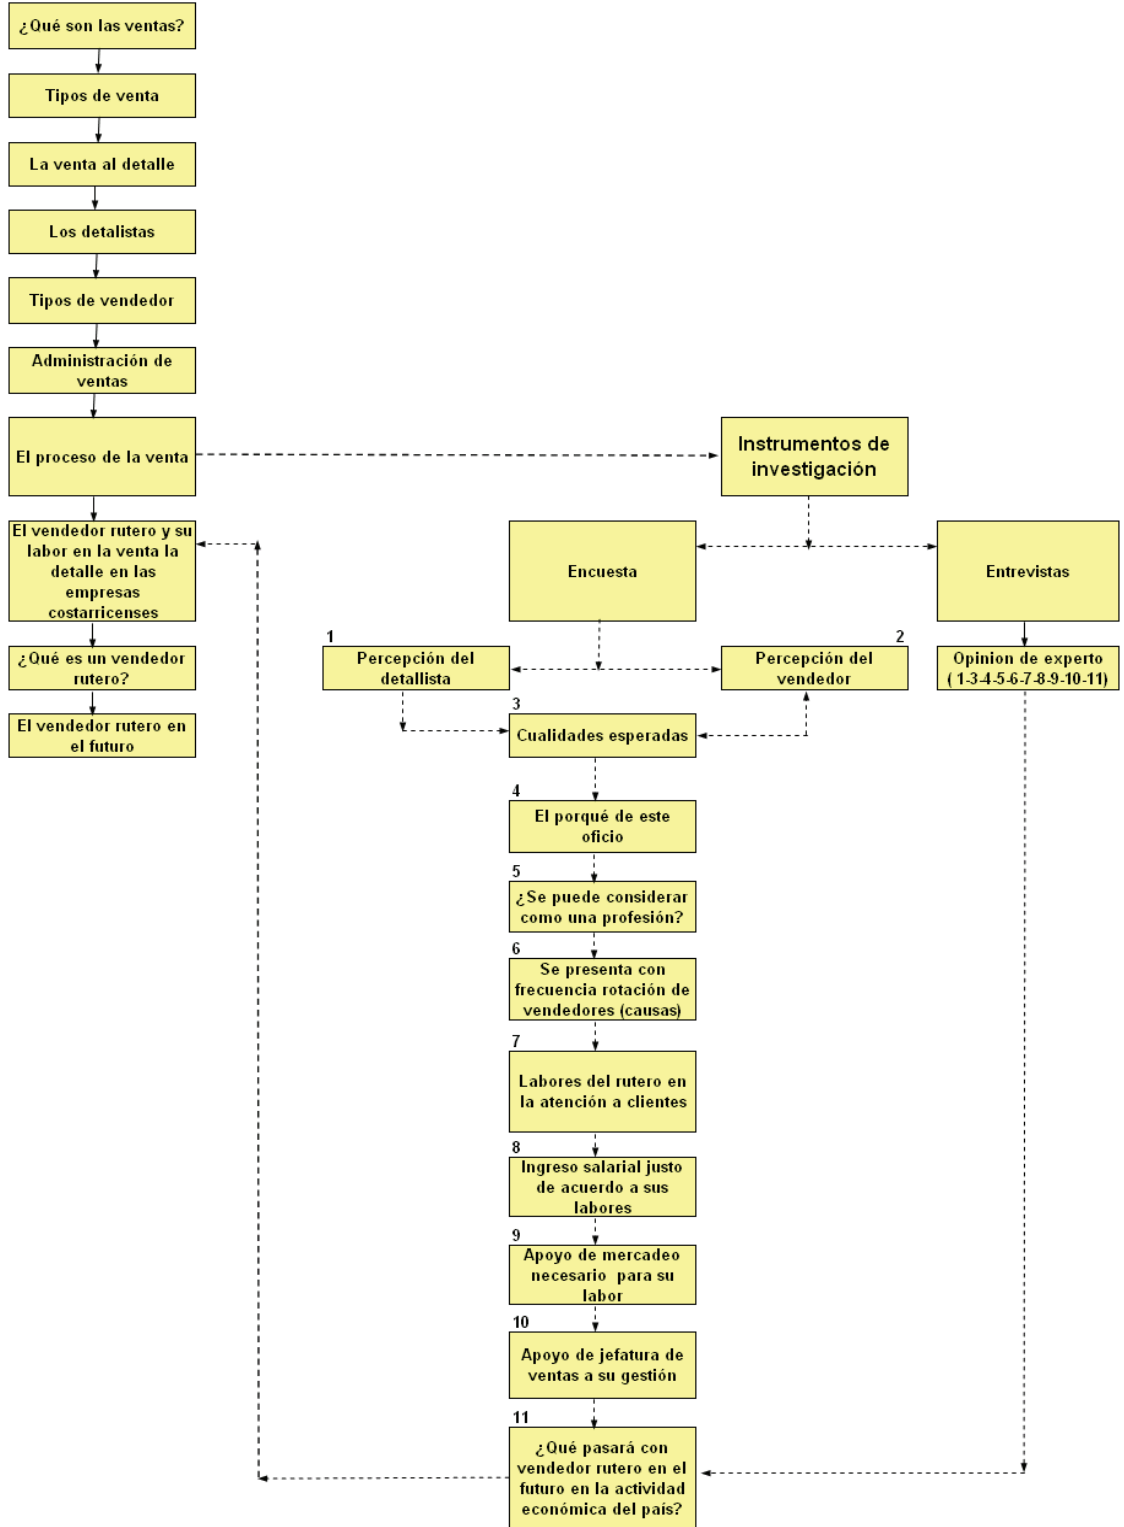 ¿Qué son las ventas?
Tipos de venta
La venta al detalle
Los detalistas
Tipos de vendedor
Administración de
ventas
El proceso de la venta
Instrumentos de
investigación
El vendedor rutero y su
labor en la venta la
detalle en las
empresas
costarricenses
Encuesta
Entrevistas
¿Qué es un vendedor
rutero?
El vendedor rutero en
el futuro
1
Percepción del
detallista
2
Percepción del
vendedor
Opinion de experto
( 1-3-4-5-6-7-8-9-10-11)
3
Cualidades esperadas
4
El porqué de este
oficio
5
¿Se puede considerar
como una profesión?
6
Se presenta con
frecuencia rotación de
vendedores (causas)
7
Labores del rutero en
la atención a clientes
8
Ingreso salarial justo
de acuerdo a sus
labores
9
Apoyo de mercadeo
necesario para su
labor
10
Apoyo de jefatura de
ventas a su gestión
11
¿Qué pasará con
vendedor rutero en el
futuro en la actividad
económica del país?